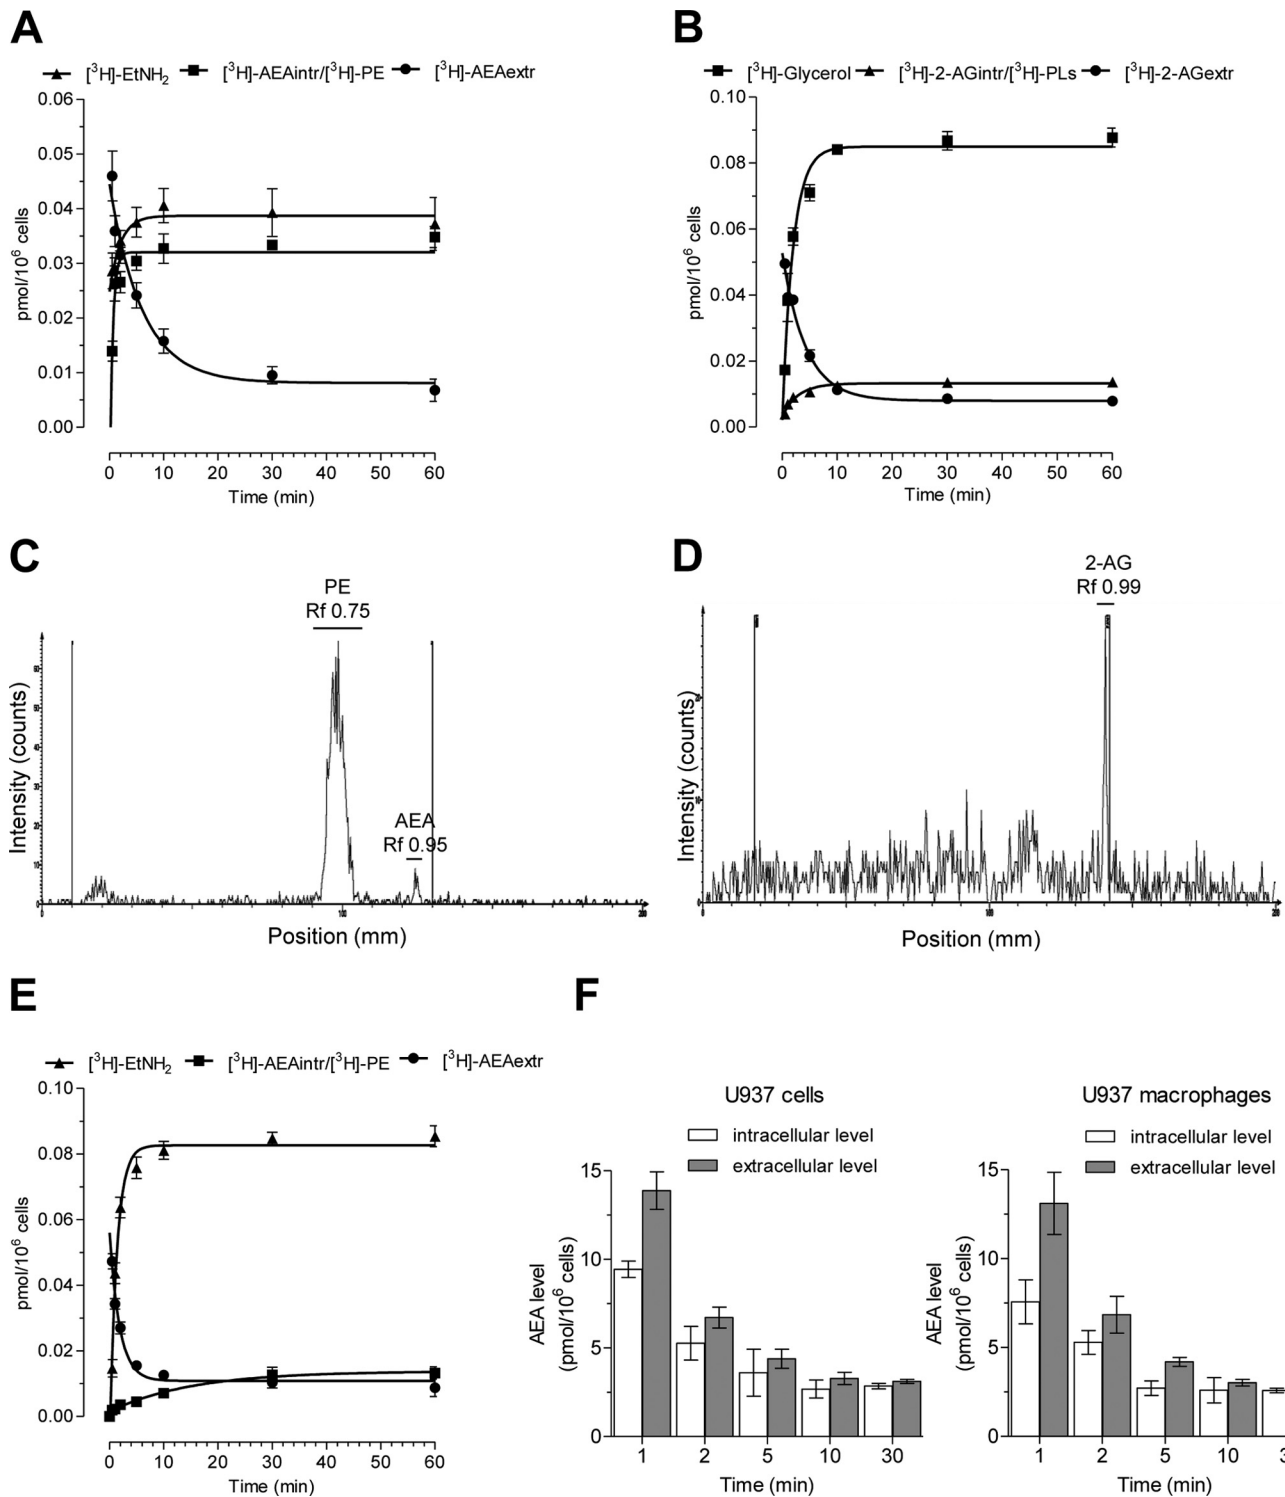 A
[³H]-EtNH₂ [³H]-AEAintr/[³H]-PE [³H]-AEAextr
0.06
0.05
0.04
0.03
0.02
0.01
0.00
pmol/10⁶ cells
0 10 20 30 40 50 60
Time (min)
B
[³H]-Glycerol [³H]-2-AGintr/[³H]-PLs [³H]-2-AGextr
0.10
0.08
0.06
0.04
0.02
0.00
pmol/10⁶ cells
0 10 20 30 40 50 60
Time (min)
C
PE
Rf 0.75
AEA
Rf 0.95
Intensity (counts)
0 100 200
Position (mm)
D
2-AG
Rf 0.99
Intensity (counts)
Position (mm)
E
[³H]-EtNH₂ [³H]-AEAintr/[³H]-PE [³H]-AEAextr
0.10
0.08
0.06
0.04
0.02
0.00
pmol/10⁶ cells
0 10 20 30 40 50 60
Time (min)
F
U937 cells
intracellular level
extracellular level
15
10
5
0
AEA level
(pmol/10⁶ cells)
1 2 5 10 30
Time (min)
U937 macrophages
intracellular level
extracellular level
15
10
5
0
AEA level
(pmol/10⁶ cells)
1 2 5 10 3
Time (min)